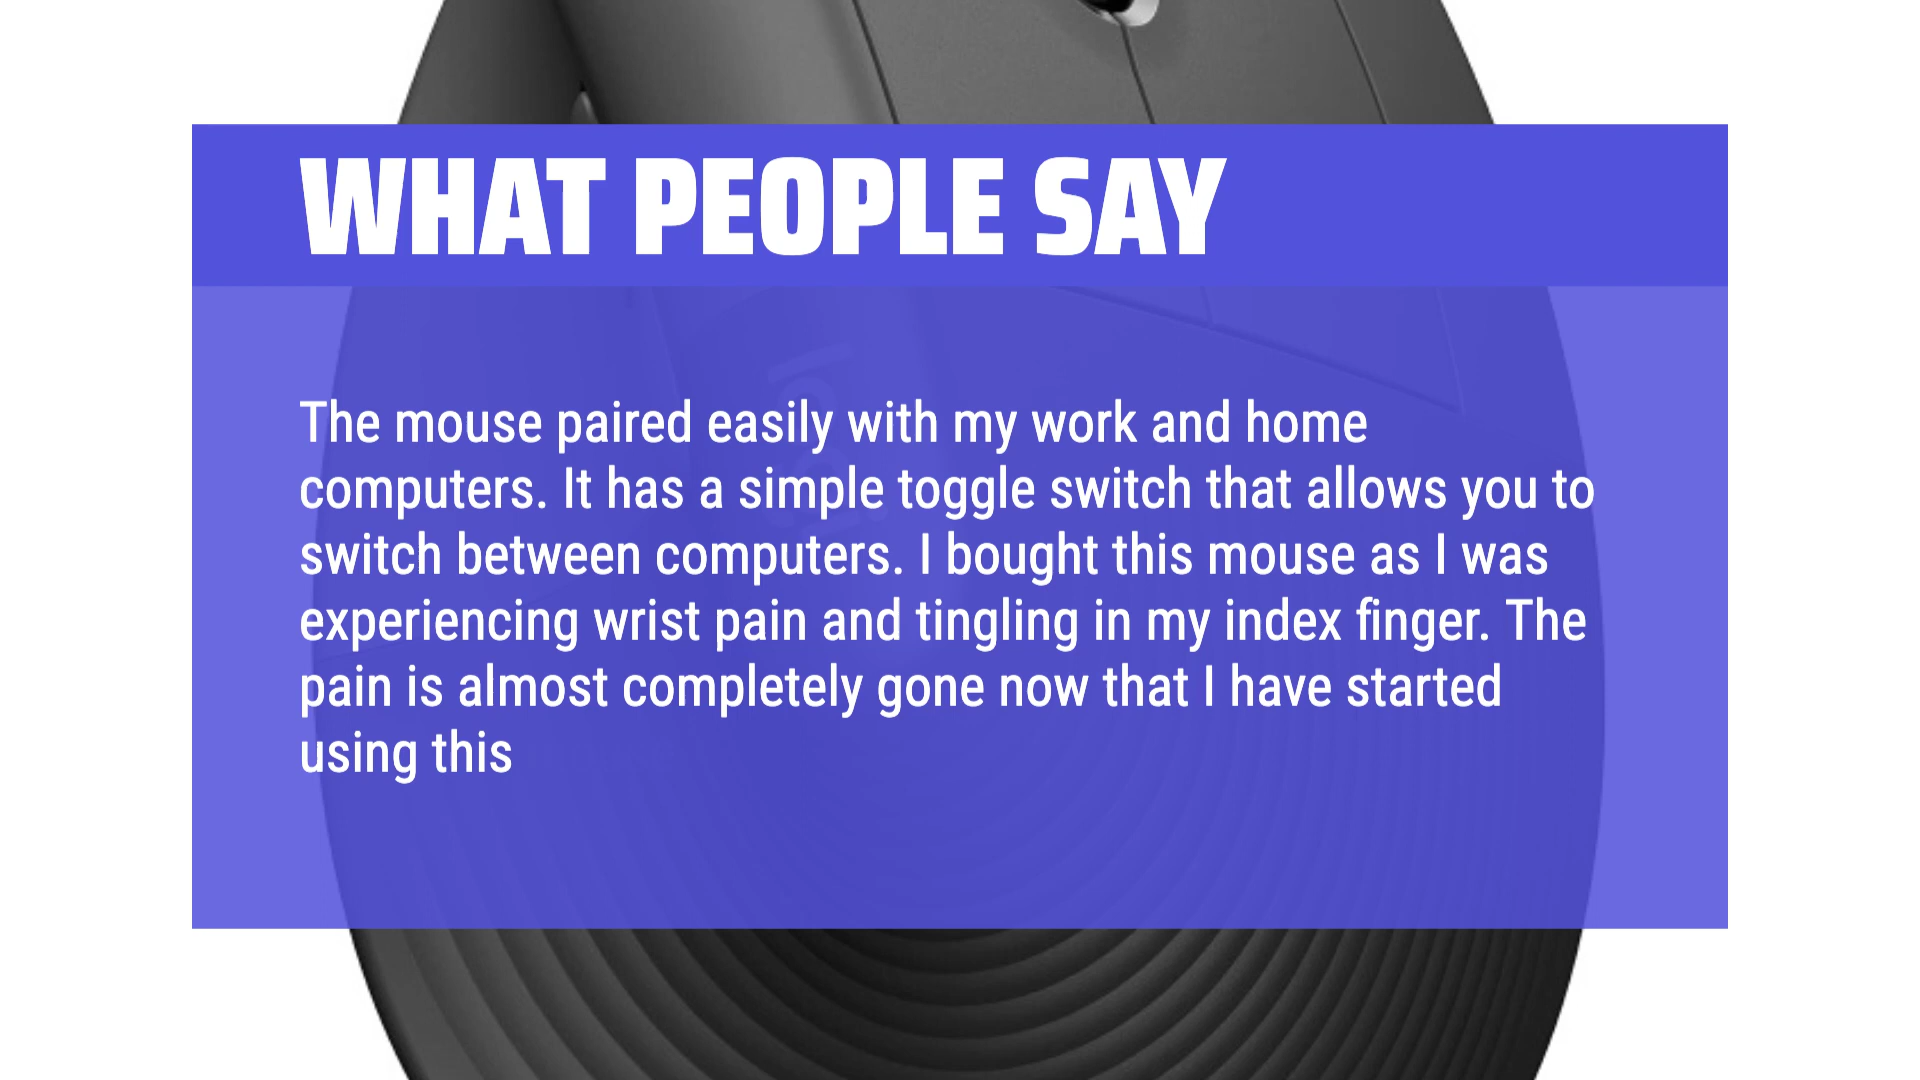 WHAT PEOPLE SAY
The mouse paired easily with my work and home
computers. It has a simple toggle switch that allows you to
switch between computers. I bought this mouse as I was
experiencing wrist pain and tingling in my index finger. The
pain is almost completely gone now that I have started
using this